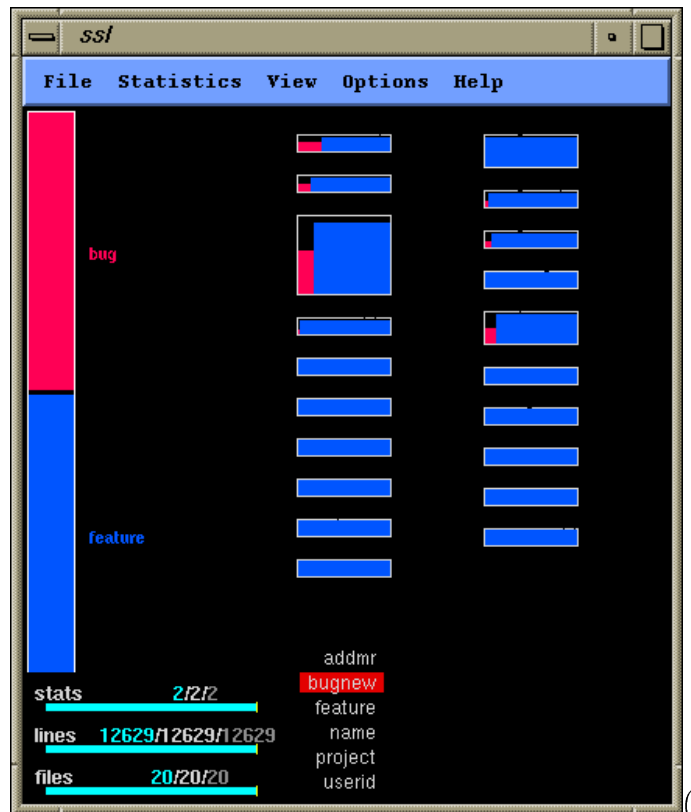 ssl
File Statistics View Options Help
bug
feature
addmr
bugnew
feature
name
project
userid
stats 2/2/2
lines 12629/12629/12629
files 20/20/20
(